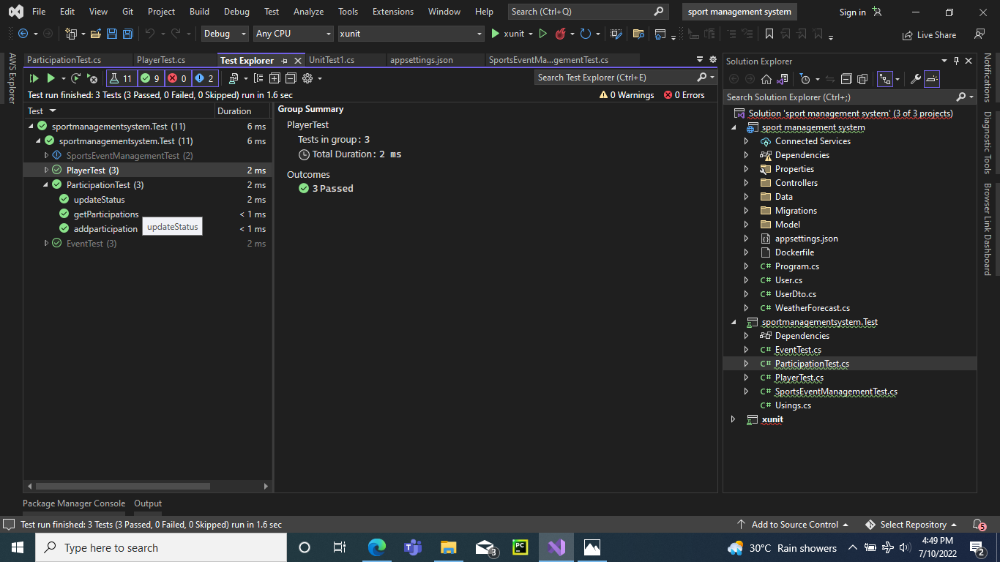 File Edit View Git Project Build Debug Test Analyze Tools Extensions Window Help Search (Ctrl+Q) sport management system Sign in
Debug Any CPU xunit xunit Live Share
AWS Explorer
ParticipationTest.cs PlayerTest.cs Test Explorer UnitTest1.cs appsettings.json SportsEventMa...gementTest.cs
11 9 0 2 Search Test Explorer (Ctrl+E)
Test run finished: 3 Tests (3 Passed, 0 Failed, 0 Skipped) run in 1.6 sec 0 Warnings 0 Errors
Test Duration
sportmanagementsystem.Test (11) 6 ms
sportmanagementsystem.Test (11) 6 ms
SportsEventManagementTest (2)
PlayerTest (3) 2 ms
ParticipationTest (3) 2 ms
updateStatus 2 ms
getParticipations < 1 ms
addparticipation < 1 ms
updateStatus
EventTest (3) 2 ms
Group Summary
PlayerTest
Tests in group: 3
Total Duration: 2 ms
Outcomes
3 Passed
Solution Explorer
Search Solution Explorer (Ctrl+;)
Solution 'sport management system' (3 of 3 projects)
sport management system
Connected Services
Dependencies
Properties
Controllers
Data
Migrations
Model
appsettings.json
Dockerfile
C# Program.cs
C# User.cs
C# UserDto.cs
C# WeatherForecast.cs
sportmanagementsystem.Test
Dependencies
C# EventTest.cs
C# ParticipationTest.cs
C# PlayerTest.cs
C# SportsEventManagementTest.cs
C# Usings.cs
xunit
Notifications
Diagnostic Tools
Browser Link Dashboard
Package Manager Console Output
Test run finished: 3 Tests (3 Passed, 0 Failed, 0 Skipped) run in 1.6 sec Add to Source Control Select Repository 5
Type here to search 3 PC 30°C Rain showers 4:49 PM
7/10/2022 2